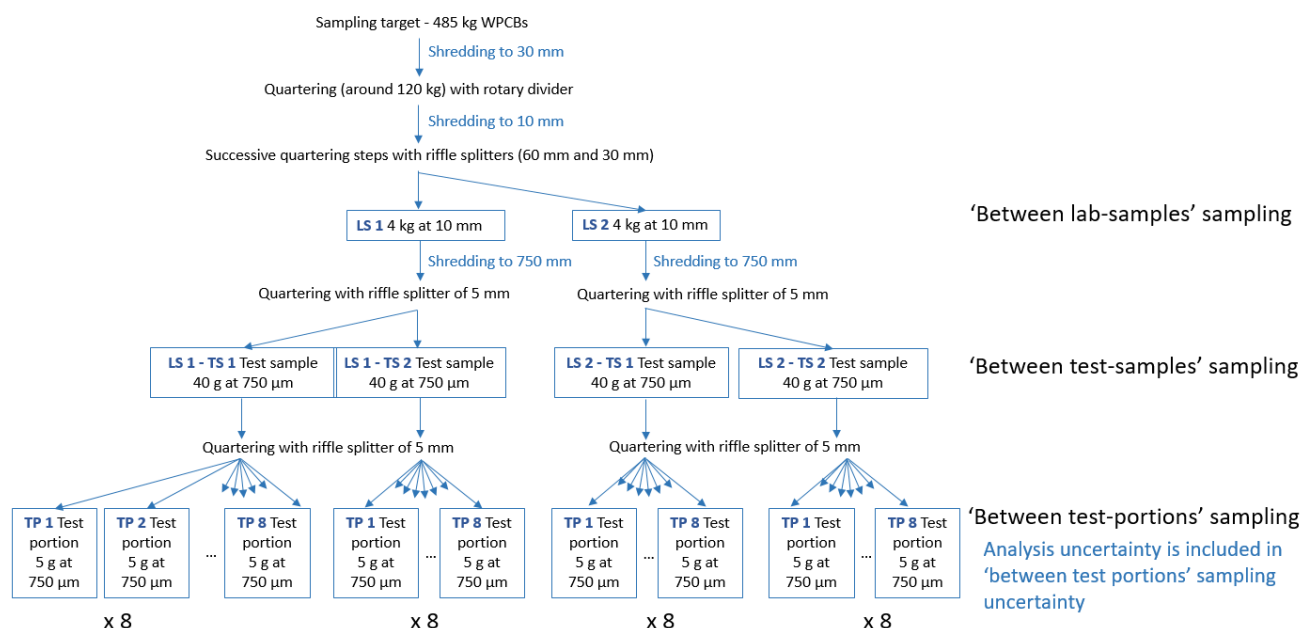 Sampling target - 485 kg WPCBs
Shredding to 30 mm
Quartering (around 120 kg) with rotary divider
Shredding to 10 mm
Successive quartering steps with riffle splitters (60 mm and 30 mm)
LS 1 4 kg at 10 mm
LS 2 4 kg at 10 mm
'Between lab-samples' sampling
Shredding to 750 mm
Shredding to 750 mm
Quartering with riffle splitter of 5 mm
Quartering with riffle splitter of 5 mm
LS 1 - TS 1 Test sample
40 g at 750 µm
LS 1 - TS 2 Test sample
40 g at 750 µm
LS 2 - TS 1 Test sample
40 g at 750 µm
LS 2 - TS 2 Test sample
40 g at 750 µm
'Between test-samples' sampling
Quartering with riffle splitter of 5 mm
Quartering with riffle splitter of 5 mm
TP 1 Test
portion
5 g at
750 µm
TP 2 Test
portion
5 g at
750 µm
...
TP 8 Test
portion
5 g at
750 µm
TP 1 Test
portion
5 g at
750 µm
...
TP 8 Test
portion
5 g at
750 µm
TP 1 Test
portion
5 g at
750 µm
...
TP 8 Test
portion
5 g at
750 µm
TP 1 Test
portion
5 g at
750 µm
...
TP 8 Test
portion
5 g at
750 µm
'Between test-portions' sampling
Analysis uncertainty is included in
'between test portions' sampling
uncertainty
x 8
x 8
x 8
x 8